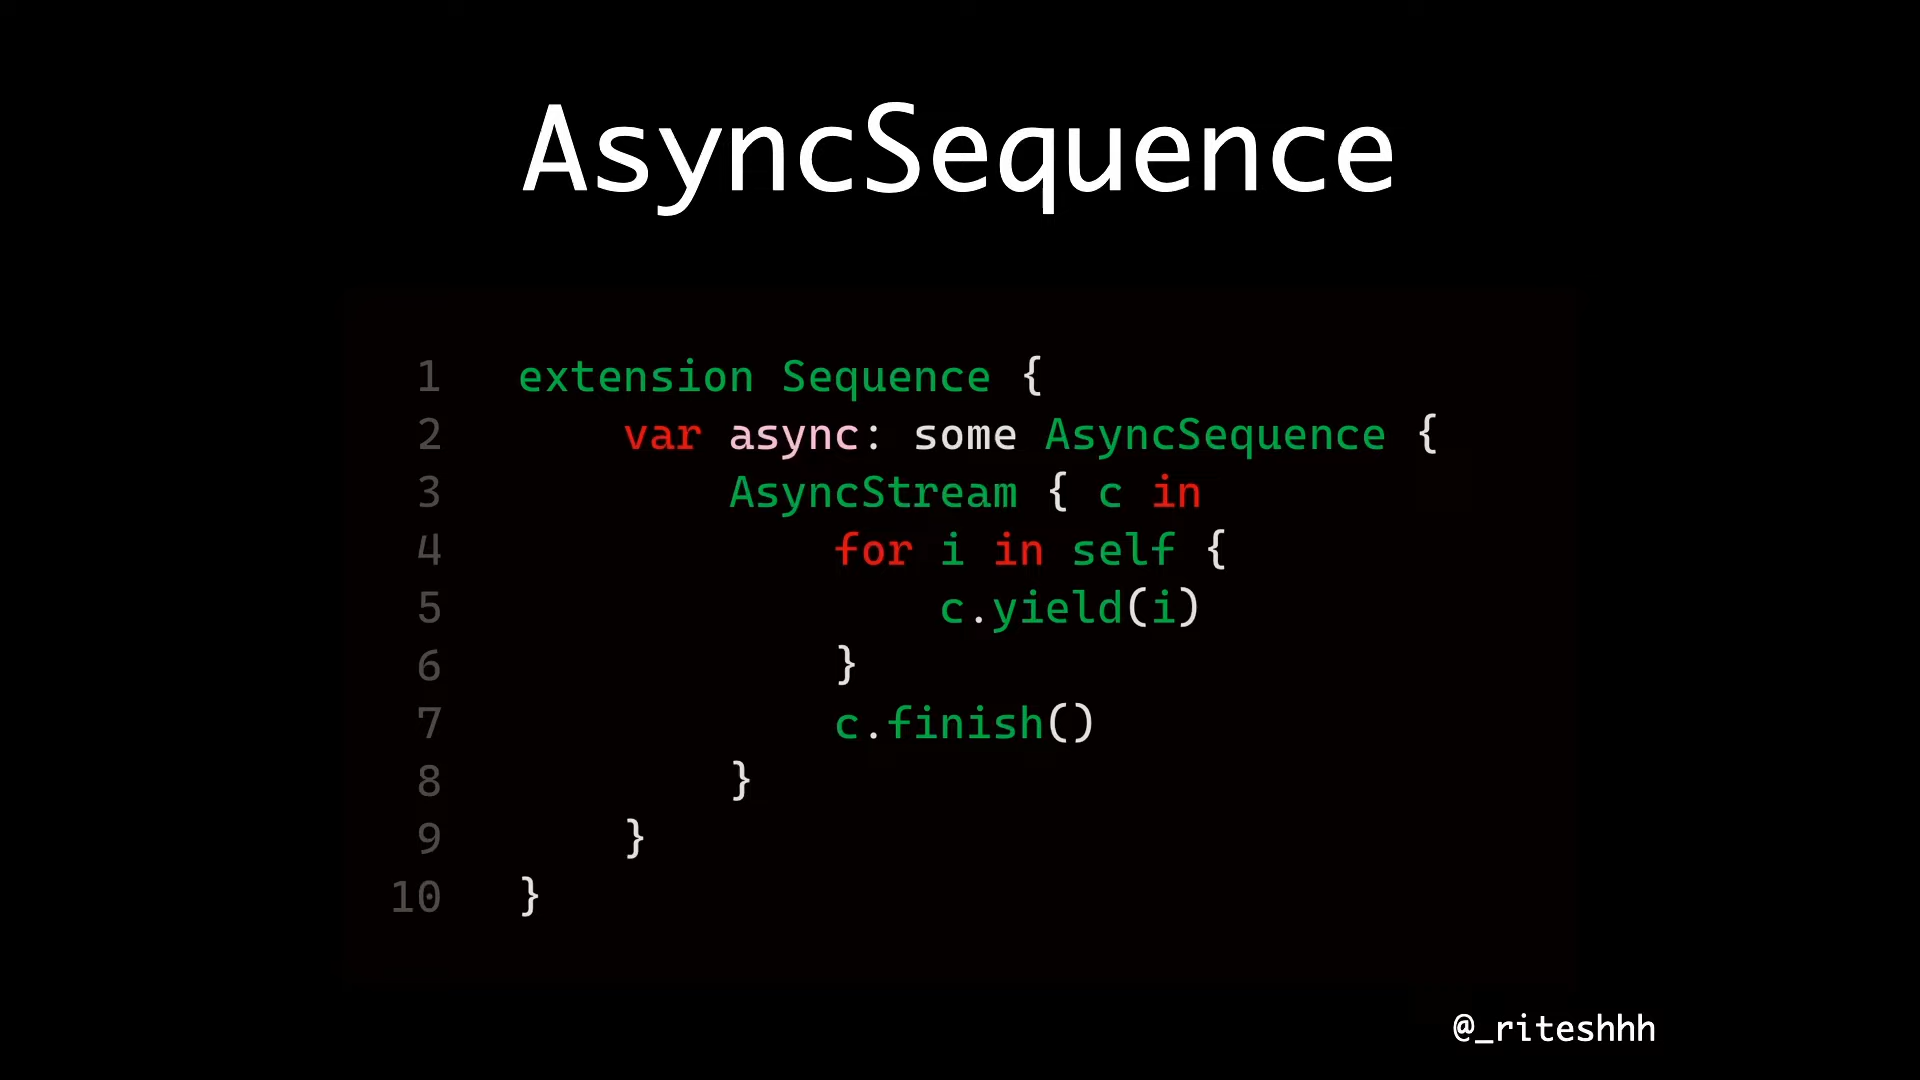 AsyncSequence
1 extension Sequence {
2 var async: some AsyncSequence {
3 AsyncStream { c in
4 for i in self {
5 c.yield(i)
6 }
7 c.finish()
8 }
9 }
10 }
@_riteshhh